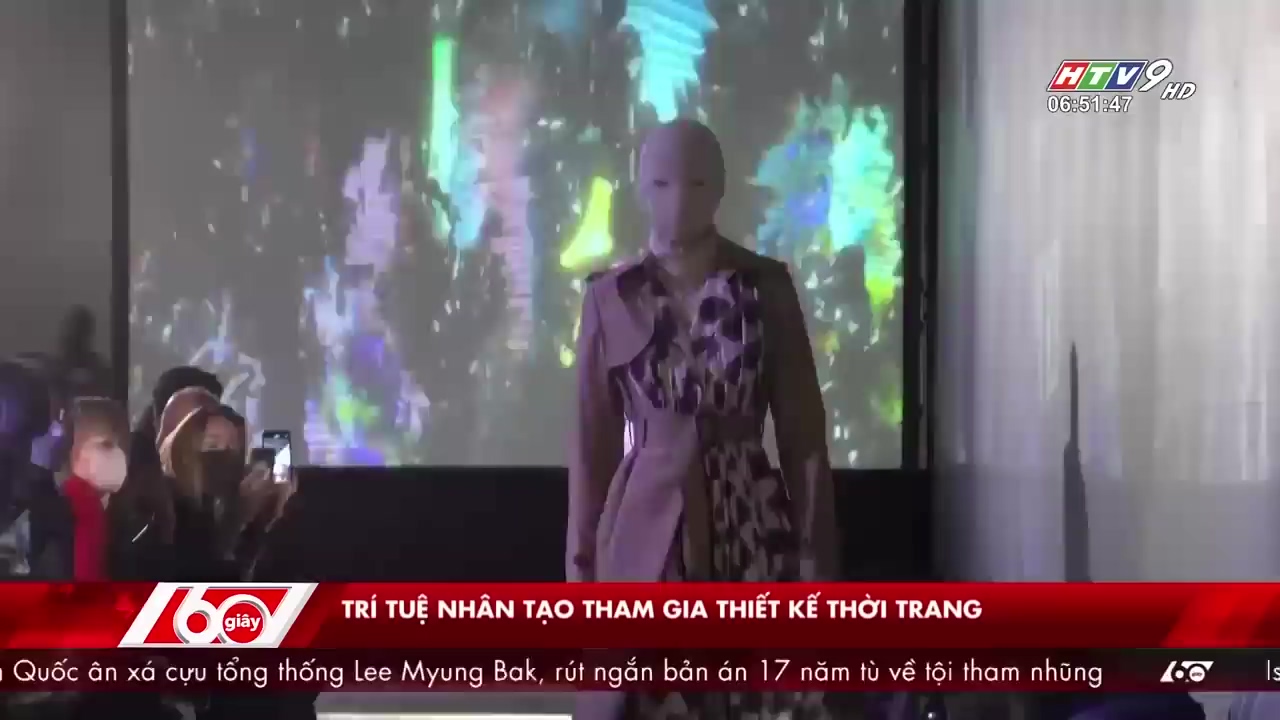 HTV9 HD
06:51:47
60 giây
TRÍ TUỆ NHÂN TẠO THAM GIA THIẾT KẾ THỜI TRANG
Quốc ân xá cựu tổng thống Lee Myung Bak, rút ngắn bản án 17 năm tù về tội tham nhũng